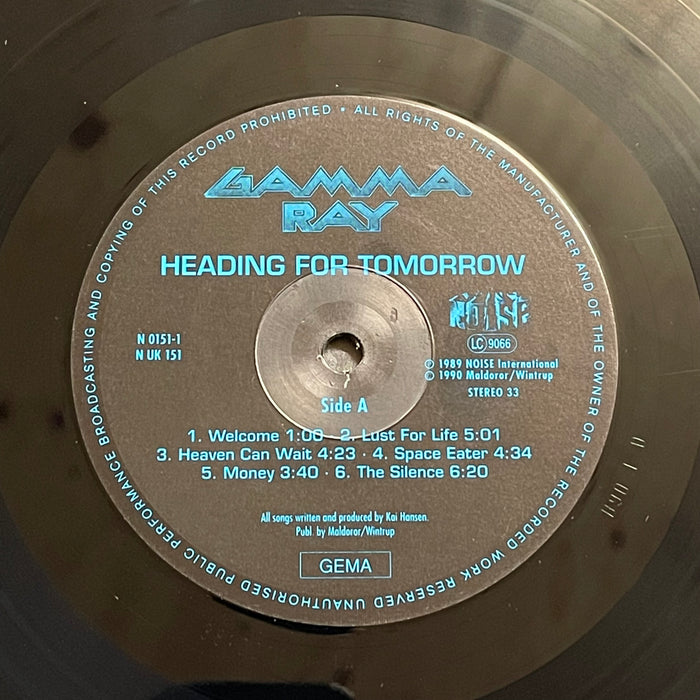 UNAUTHORISED PUBLIC PERFORMANCE BROADCASTING AND COPYING OF THIS RECORD PROHIBITED • ALL RIGHTS OF THE MANUFACTURER AND OF THE OWNER OF THE RECORDED WORK RESERVED
GAMMA
RAY
HEADING FOR TOMORROW
NOISE
LC 9066
N 0151-1
N UK 151
℗ 1989 NOISE International
© 1990 Maldoror/Wintrup
STEREO 33
Side A
1. Welcome 1:00 · 2. Lust For Life 5:01
3. Heaven Can Wait 4:23 · 4. Space Eater 4:34
5. Money 3:40 · 6. The Silence 6:20
All songs written and produced by Kai Hansen.
Publ. by Maldoror/Wintrup
GEMA